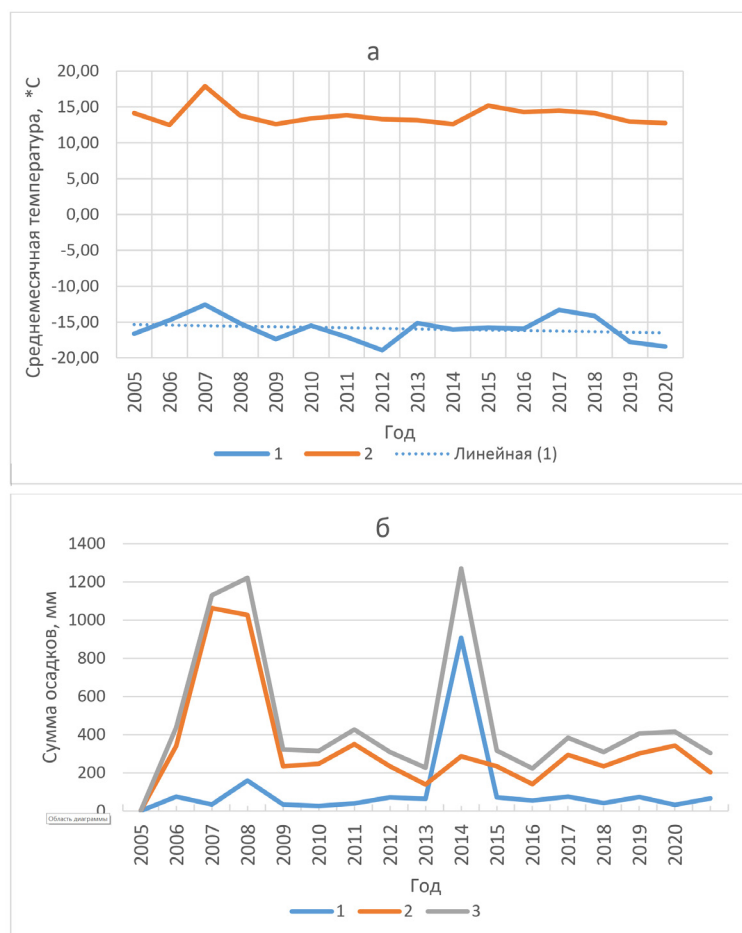 а
Среднемесячная температура, *С
20,00
15,00
10,00
5,00
0,00
-5,00
-10,00
-15,00
-20,00
2005 2006 2007 2008 2009 2010 2011 2012 2013 2014 2015 2016 2017 2018 2019 2020
Год
1 2 Линейная (1)
б
Сумма осадков, мм
1400
1200
1000
800
600
400
200
0
Область диаграммы
2005 2006 2007 2008 2009 2010 2011 2012 2013 2014 2015 2016 2017 2018 2019 2020
Год
1 2 3